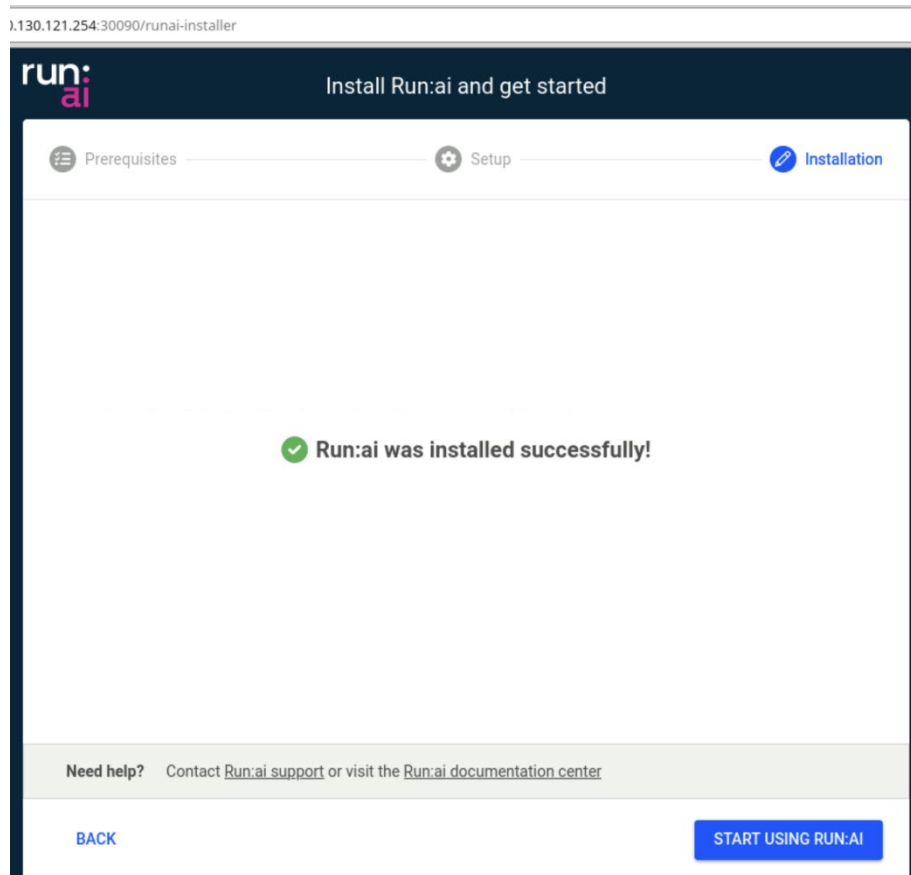 0.130.121.254:30090/runai-installer
run:
ai
Install Run:ai and get started
Prerequisites
Setup
Installation
Run:ai was installed successfully!
Need help? Contact Run:ai support or visit the Run:ai documentation center
BACK
START USING RUN:AI